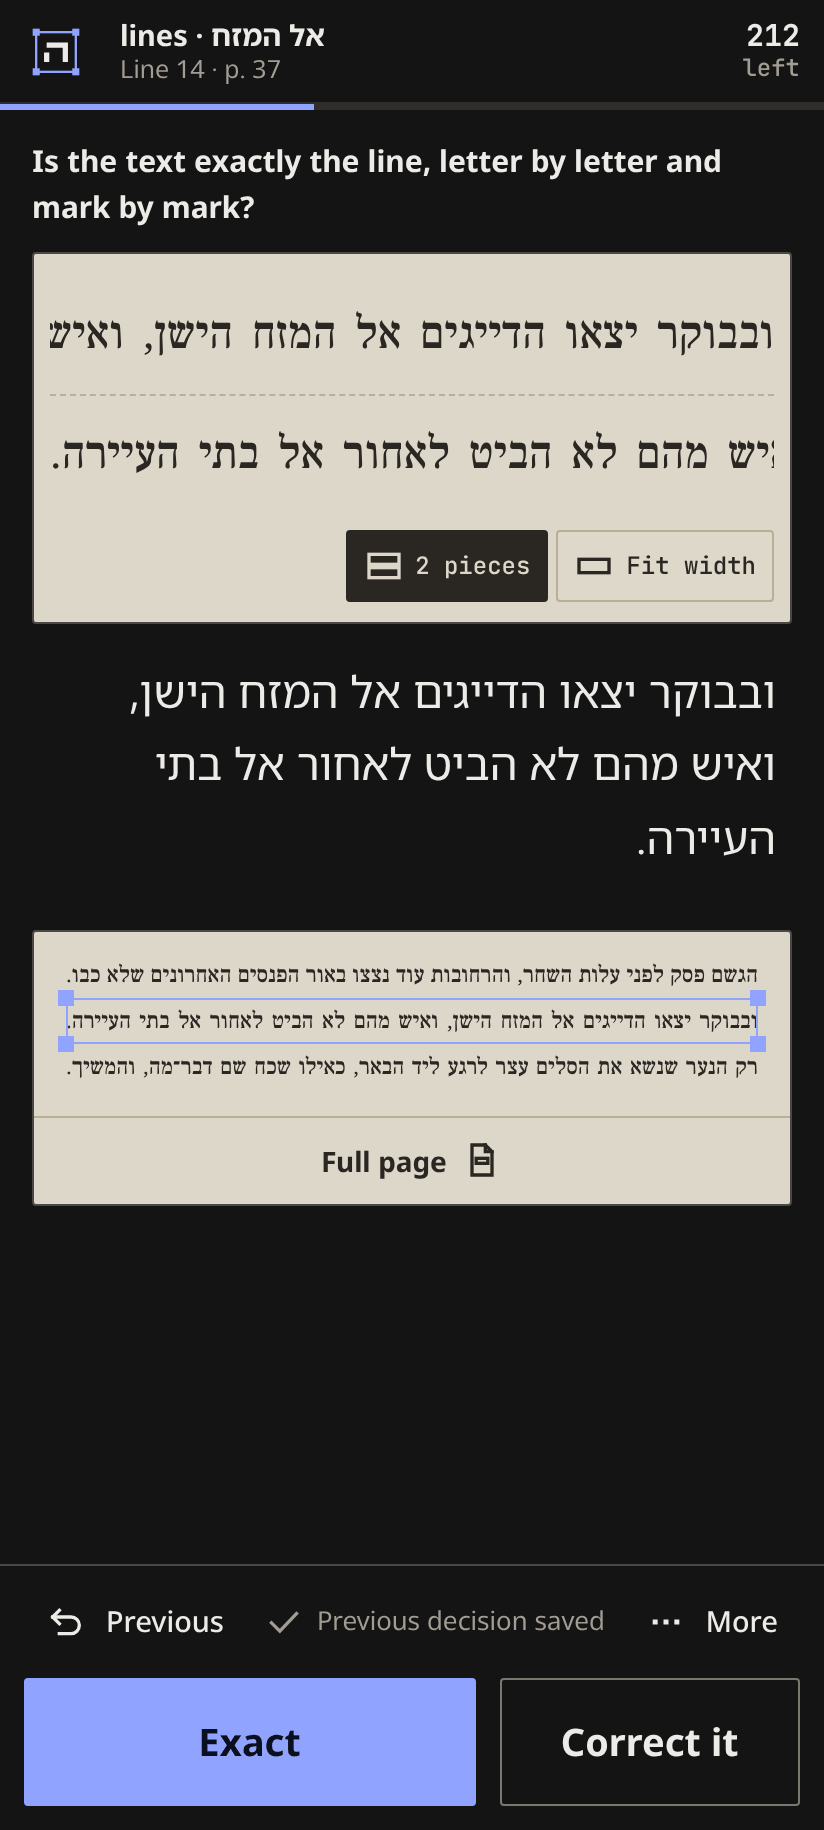 ה
lines · אל המזח
Line 14 · p. 37
212
left
Is the text exactly the line, letter by letter and
mark by mark?
ובבוקר יצאו הדייגים אל המזח הישן, ואיש
איש מהם לא הביט לאחור אל בתי העיירה.
2 pieces
Fit width
ובבוקר יצאו הדייגים אל המזח הישן,
ואיש מהם לא הביט לאחור אל בתי
העיירה.
הגשם פסק לפני עלות השחר, והרחובות עוד נצצו באור הפנסים האחרונים שלא כבו.
ובבוקר יצאו הדייגים אל המזח הישן, ואיש מהם לא הביט לאחור אל בתי העיירה.
רק הנער שנשא את הסלים עצר לרגע ליד הבאר, כאילו שכח שם דבר־מה, והמשיך.
Full page
Previous
Previous decision saved
More
Exact
Correct it